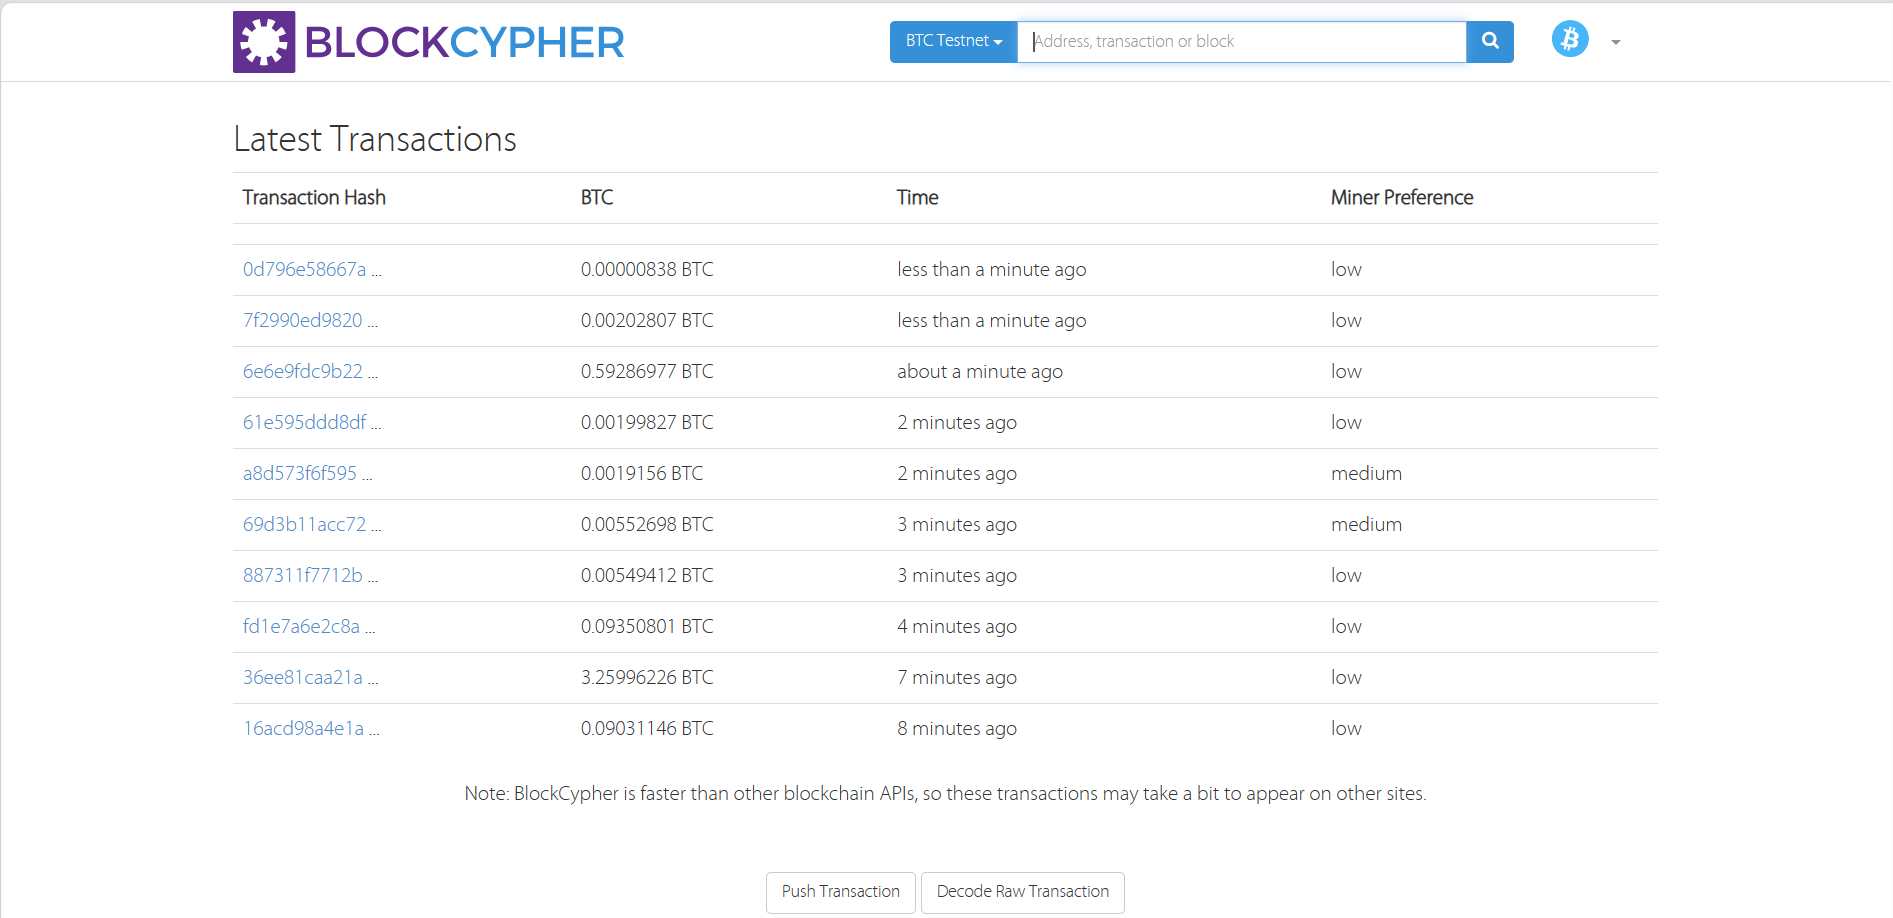 BLOCKCYPHER
BTC Testnet Address, transaction or block
Latest Transactions
Transaction Hash BTC Time Miner Preference
0d796e58667a ... 0.00000838 BTC less than a minute ago low
7f2990ed9820 ... 0.00202807 BTC less than a minute ago low
6e6e9fdc9b22 ... 0.59286977 BTC about a minute ago low
61e595ddd8df ... 0.00199827 BTC 2 minutes ago low
a8d573f6f595 ... 0.0019156 BTC 2 minutes ago medium
69d3b11acc72 ... 0.00552698 BTC 3 minutes ago medium
887311f7712b ... 0.00549412 BTC 3 minutes ago low
fd1e7a6e2c8a ... 0.09350801 BTC 4 minutes ago low
36ee81caa21a ... 3.25996226 BTC 7 minutes ago low
16acd98a4e1a ... 0.09031146 BTC 8 minutes ago low
Note: BlockCypher is faster than other blockchain APIs, so these transactions may take a bit to appear on other sites.
Push Transaction Decode Raw Transaction